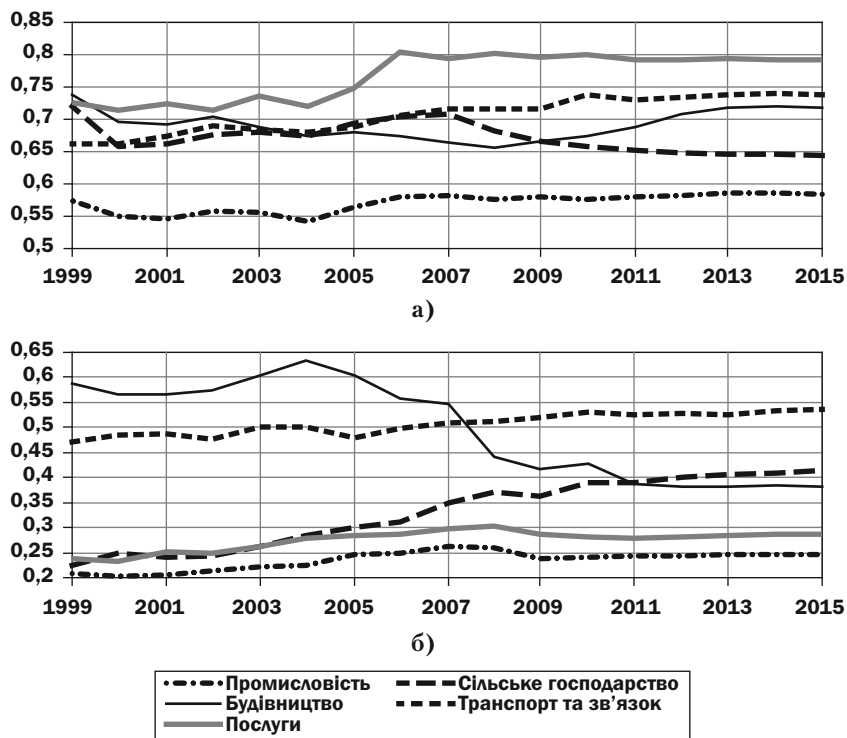 0,85
0,8
0,75
0,7
0,65
0,6
0,55
0,5
1999 2001 2003 2005 2007 2009 2011 2013 2015
а)
0,65
0,6
0,55
0,5
0,45
0,4
0,35
0,3
0,25
0,2
1999 2001 2003 2005 2007 2009 2011 2013 2015
б)
Промисловість Сільське господарство
Будівництво Транспорт та зв’язок
Послуги